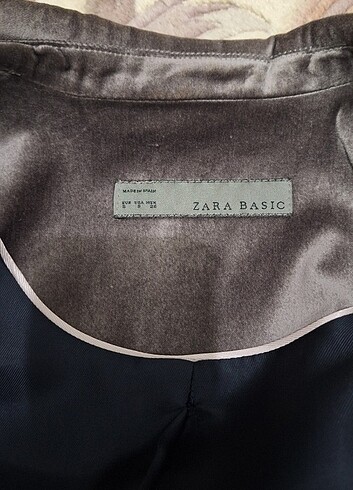 MADE IN SPAIN
EUR USA MEX
S S 26
ZARA BASIC